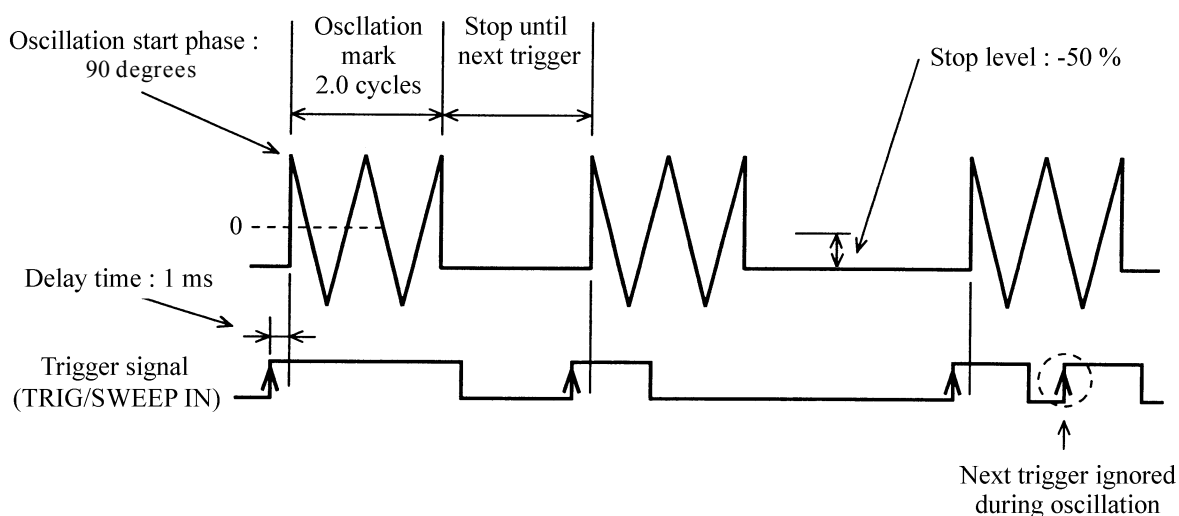 Oscillation start phase :
90 degrees
Oscllation
mark
2.0 cycles
Stop until
next trigger
Stop level : -50 %
0
Delay time : 1 ms
Trigger signal
(TRIG/SWEEP IN)
Next trigger ignored
during oscillation